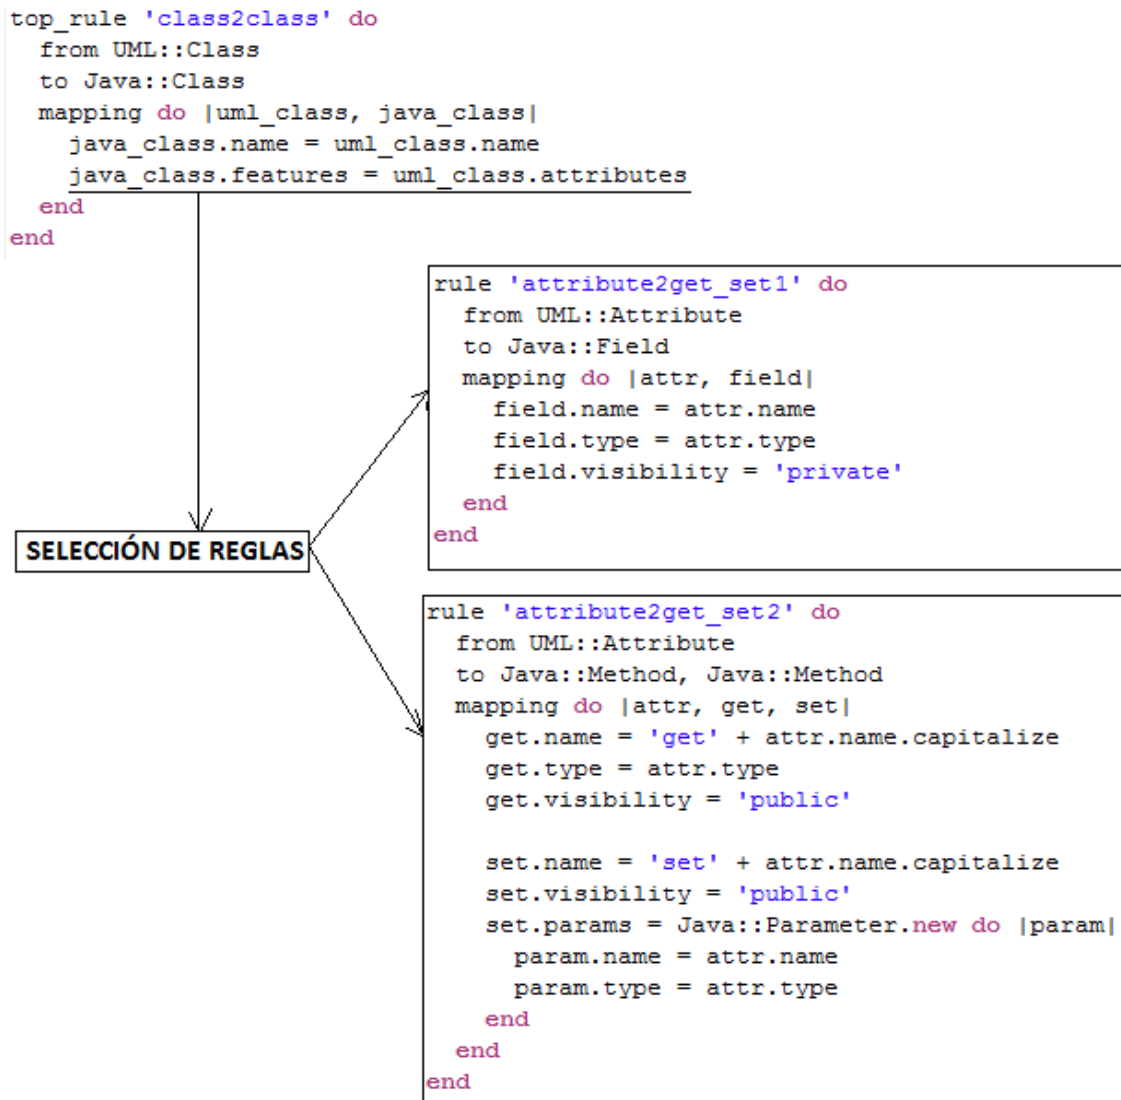 top_rule 'class2class' do
  from UML::Class
  to Java::Class
  mapping do |uml_class, java_class|
    java_class.name = uml_class.name
    java_class.features = uml_class.attributes
  end
end
rule 'attribute2get_set1' do
  from UML::Attribute
  to Java::Field
  mapping do |attr, field|
    field.name = attr.name
    field.type = attr.type
    field.visibility = 'private'
  end
end
SELECCIÓN DE REGLAS
rule 'attribute2get_set2' do
  from UML::Attribute
  to Java::Method, Java::Method
  mapping do |attr, get, set|
    get.name = 'get' + attr.name.capitalize
    get.type = attr.type
    get.visibility = 'public'

    set.name = 'set' + attr.name.capitalize
    set.visibility = 'public'
    set.params = Java::Parameter.new do |param|
      param.name = attr.name
      param.type = attr.type
    end
  end
end